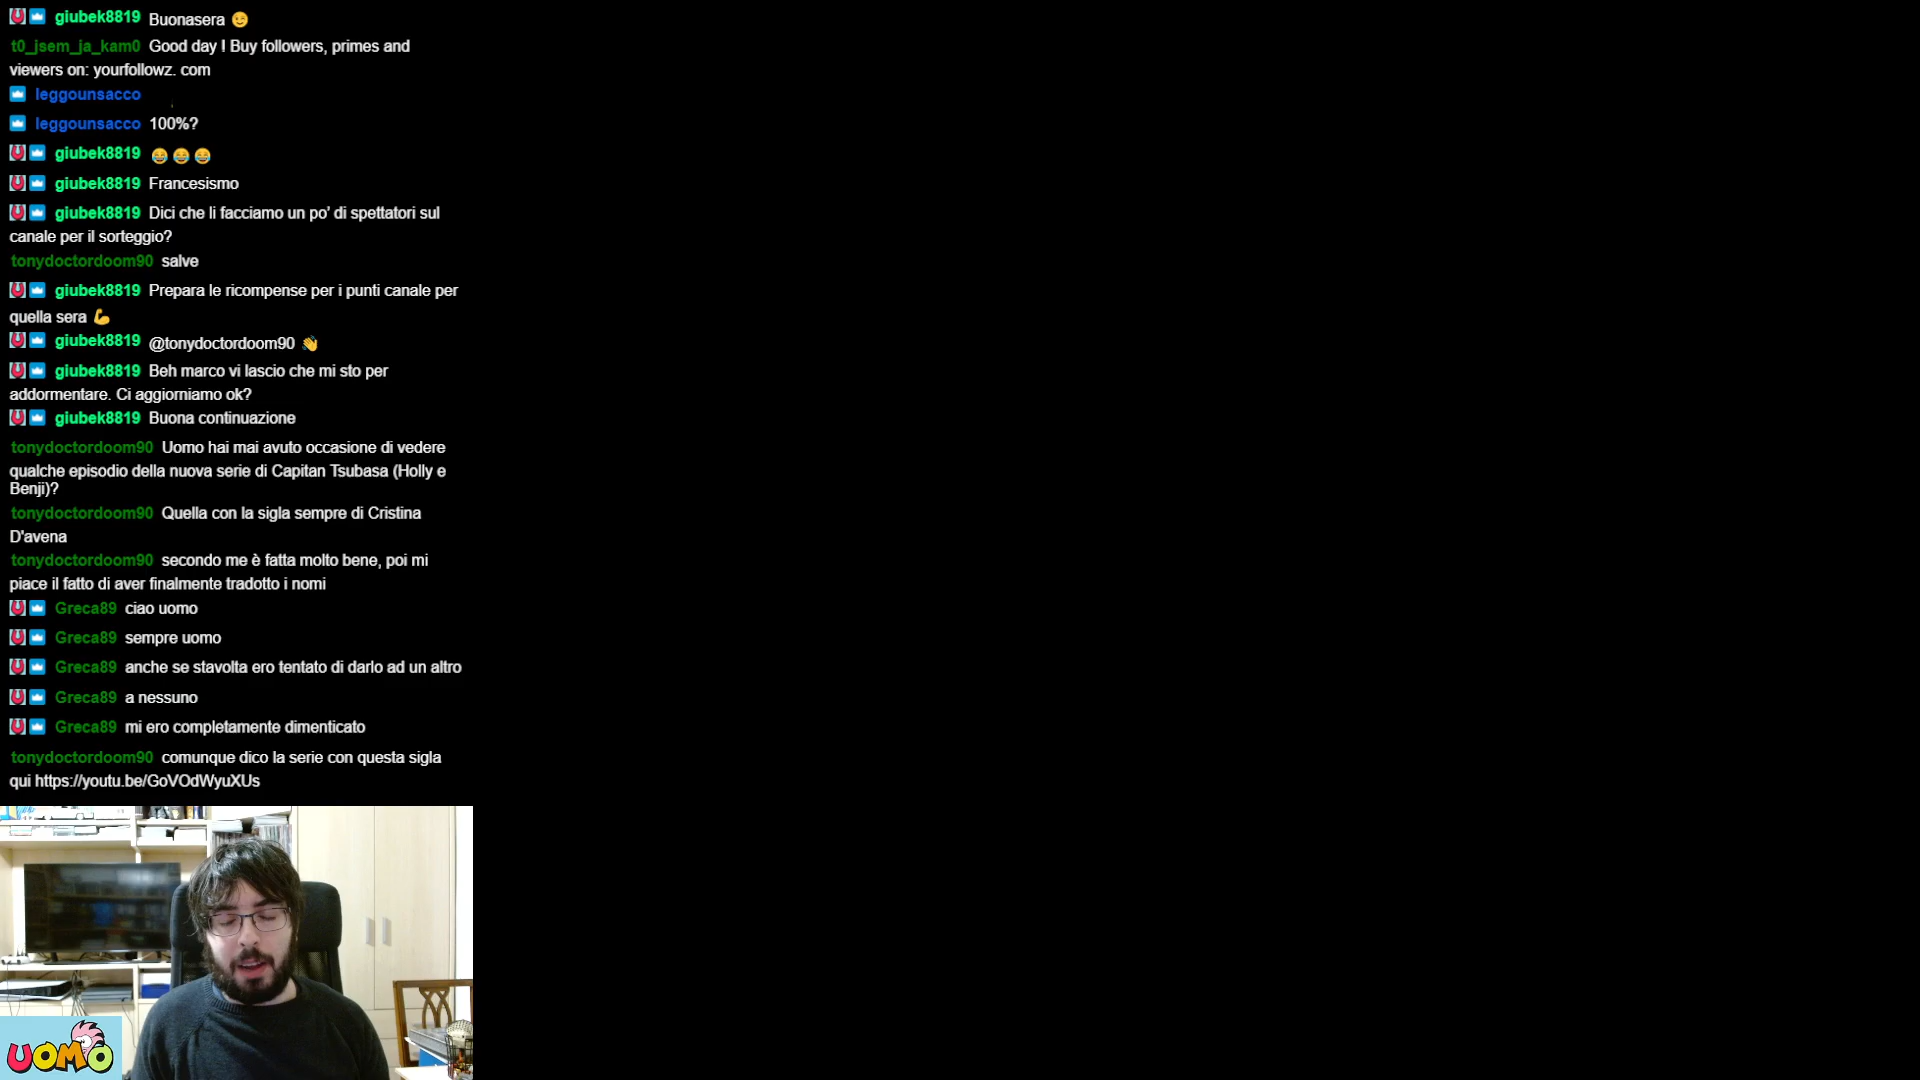 giubek8819 Buonasera
t0_jsem_ja_kam0 Good day ! Buy followers, primes and
viewers on: yourfollowz. com
leggounsacco
leggounsacco 100%?
giubek8819
giubek8819 Francesismo
giubek8819 Dici che li facciamo un po' di spettatori sul
canale per il sorteggio?
tonydoctordoom90 salve
giubek8819 Prepara le ricompense per i punti canale per
quella sera
giubek8819 @tonydoctordoom90
giubek8819 Beh marco vi lascio che mi sto per
addormentare. Ci aggiorniamo ok?
giubek8819 Buona continuazione
tonydoctordoom90 Uomo hai mai avuto occasione di vedere
qualche episodio della nuova serie di Capitan Tsubasa (Holly e
Benji)?
tonydoctordoom90 Quella con la sigla sempre di Cristina
D'avena
tonydoctordoom90 secondo me è fatta molto bene, poi mi
piace il fatto di aver finalmente tradotto i nomi
Greca89 ciao uomo
Greca89 sempre uomo
Greca89 anche se stavolta ero tentato di darlo ad un altro
Greca89 a nessuno
Greca89 mi ero completamente dimenticato
tonydoctordoom90 comunque dico la serie con questa sigla
qui https://youtu.be/GoVOdWyuXUs
UOMO